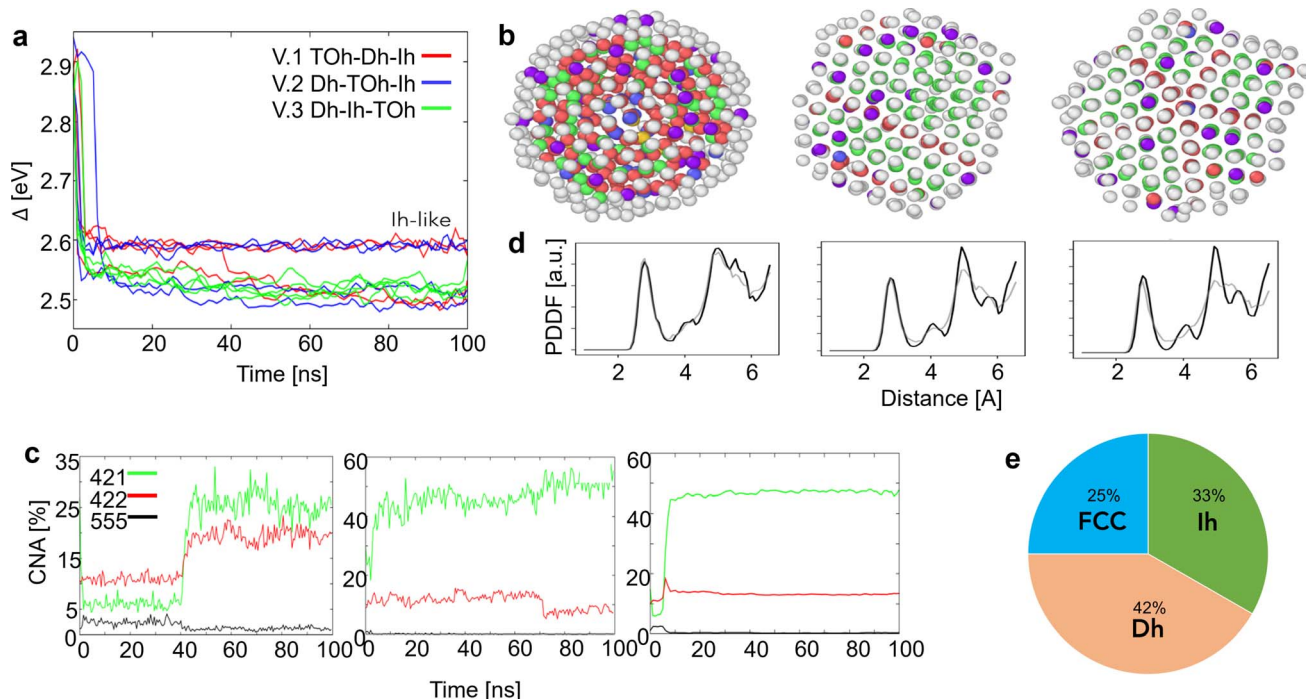 a
V.1 TOh-Dh-Ih
V.2 Dh-TOh-Ih
V.3 Dh-Ih-TOh
Ih-like
2.9
2.8
2.7
2.6
2.5
Δ [eV]
0 20 40 60 80 100
Time [ns]
b
d
PDDF [a.u.]
2 4 6
2 4 6
2 4 6
Distance [A]
c
421
422
555
CNA [%]
35
25
15
5
0
0 20 40 60 80 100
60
40
20
0
0 20 40 60 80 100
60
40
20
0
0 20 40 60 80 100
Time [ns]
e
25%
FCC
33%
Ih
42%
Dh